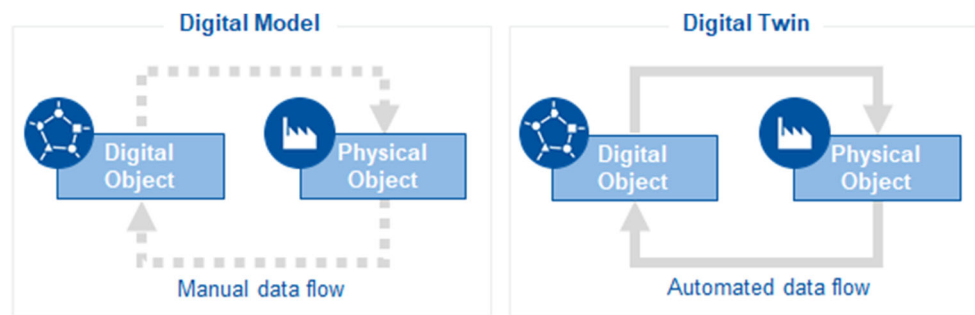 Digital Model
Digital
Object
Physical
Object
Manual data flow
Digital Twin
Digital
Object
Physical
Object
Automated data flow